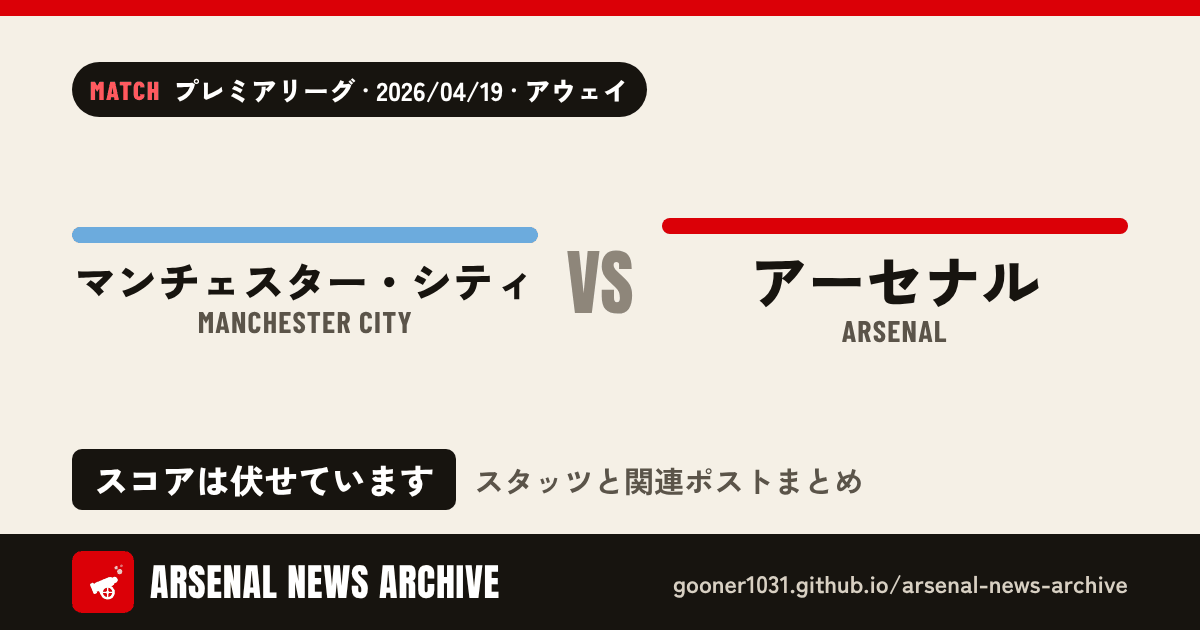 MATCH プレミアリーグ · 2026/04/19 · アウェイ
マンチェスター・シティ
MANCHESTER CITY
VS
アーセナル
ARSENAL
スコアは伏せています スタッツと関連ポストまとめ
ARSENAL NEWS ARCHIVE
gooner1031.github.io/arsenal-news-archive